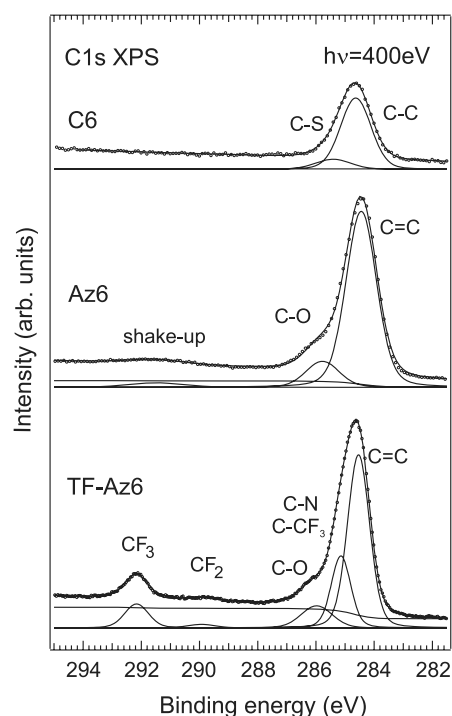 C1s XPS hν=400eV
C6
C-S C-C
C=C
Az6
C-O
shake-up
C=C
TF-Az6
C-N
C-CF₃
CF₃ CF₂ C-O
294 292 290 288 286 284 282
Binding energy (eV)
Intensity (arb. units)